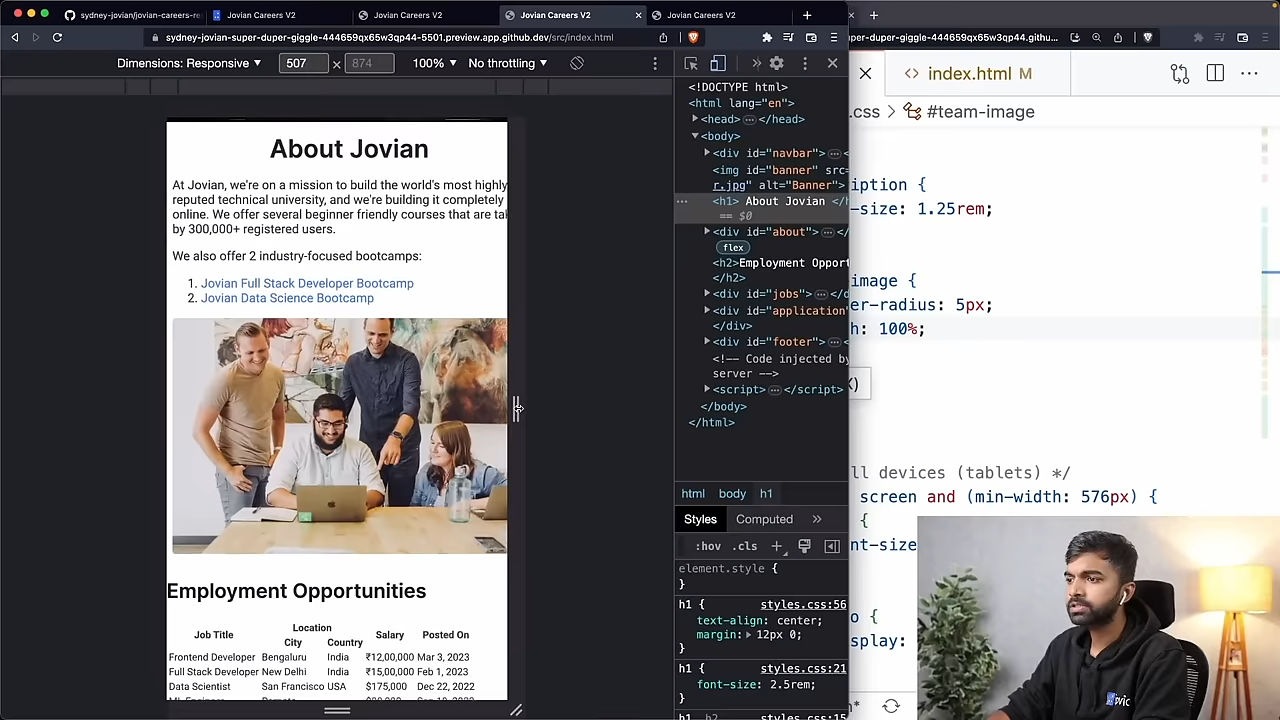 sydney-jovian/jovian-careers-re
Jovian Careers V2
Jovian Careers V2
Jovian Careers V2
Jovian Careers V2
sydney-jovian-super-duper-giggle-444659qx65w3qp44-5501.preview.app.github.dev/src/index.html
per-duper-giggle-444659qx65w3qp44.githu...
Dimensions: Responsive 507 × 874 100% No throttling
index.html M
.css > #team-image
About Jovian
At Jovian, we're on a mission to build the world's most highly
reputed technical university, and we're building it completely
online. We offer several beginner friendly courses that are tak
by 300,000+ registered users.
We also offer 2 industry-focused bootcamps:
1. Jovian Full Stack Developer Bootcamp
2. Jovian Data Science Bootcamp
Employment Opportunities
Job Title Location Salary Posted On
City Country
Frontend Developer Bengaluru India ₹12,00,000 Mar 3, 2023
Full Stack Developer New Delhi India ₹15,00,000 Feb 1, 2023
Data Scientist San Francisco USA $175,000 Dec 22, 2022
<!DOCTYPE html>
<html lang="en">
<head> ... </head>
<body>
<div id="navbar"> ...
<img id="banner" src=
r.jpg" alt="Banner">
... <h1> About Jovian </h
== $0
<div id="about"> ... </
flex
<h2>Employment Opport
</h2>
<div id="jobs"> ... </d
<div id="application"
</div>
<div id="footer"> ...
<!-- Code injected by
server -->
<script> ... </script>
</body>
</html>
html body h1
Styles Computed »
:hov .cls +
element.style {
}
h1 { styles.css:56
text-align: center;
margin: 12px 0;
}
h1 { styles.css:21
font-size: 2.5rem;
}
iption {
-size: 1.25rem;
image {
er-radius: 5px;
h: 100%;
ll devices (tablets) */
screen and (min-width: 576px) {
{
nt-size
o {
splay: